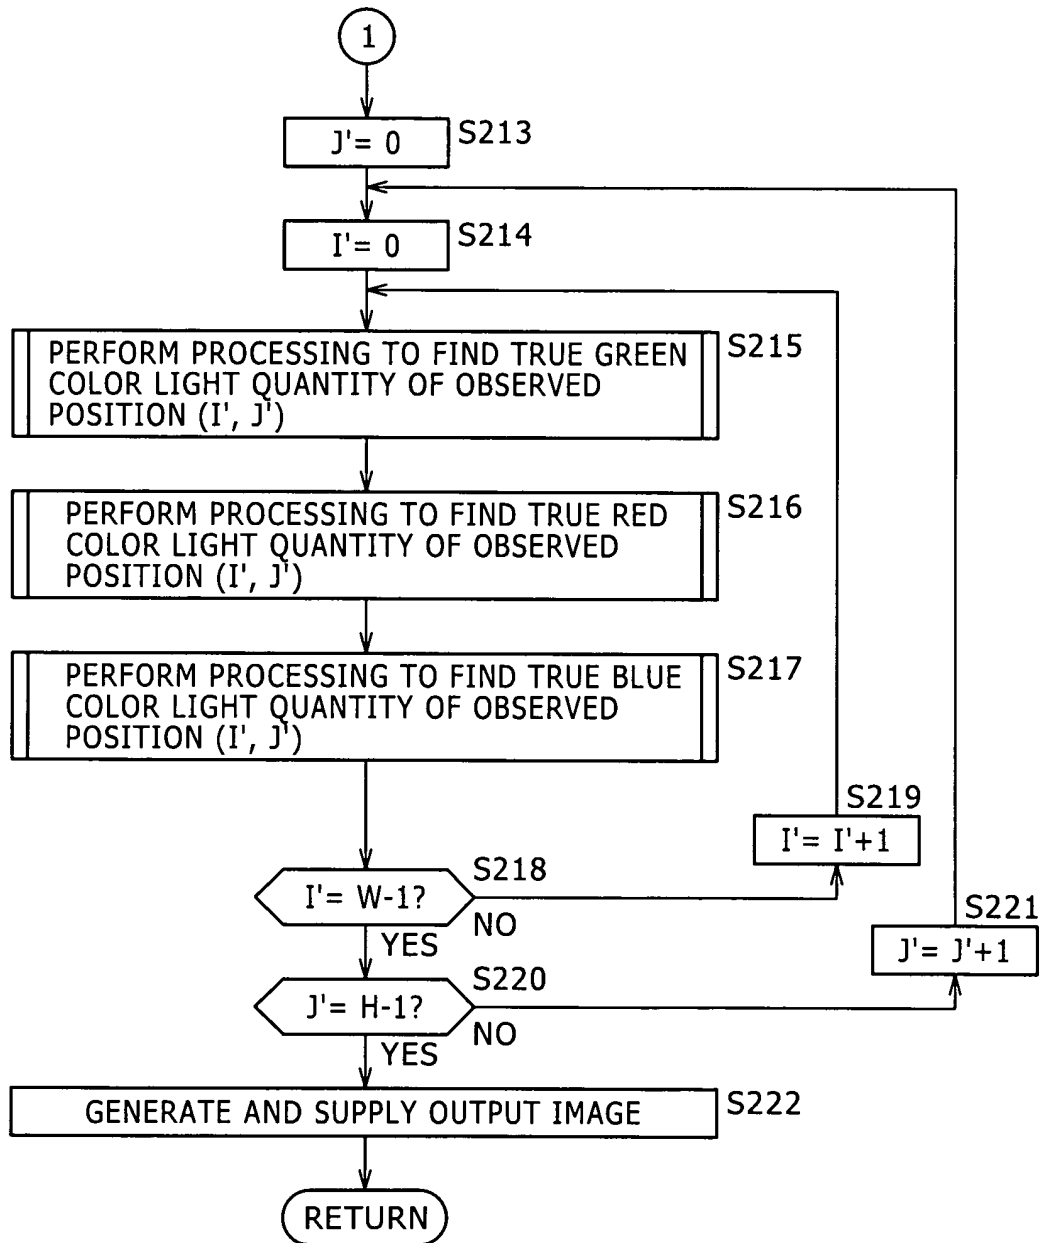 1
J'= 0
S213
I'= 0
S214
PERFORM PROCESSING TO FIND TRUE GREEN
COLOR LIGHT QUANTITY OF OBSERVED
POSITION (I', J')
S215
PERFORM PROCESSING TO FIND TRUE RED
COLOR LIGHT QUANTITY OF OBSERVED
POSITION (I', J')
S216
PERFORM PROCESSING TO FIND TRUE BLUE
COLOR LIGHT QUANTITY OF OBSERVED
POSITION (I', J')
S217
S219
I'= I'+1
S218
I'= W-1?
NO
YES
S221
J'= J'+1
S220
J'= H-1?
NO
YES
GENERATE AND SUPPLY OUTPUT IMAGE
S222
RETURN